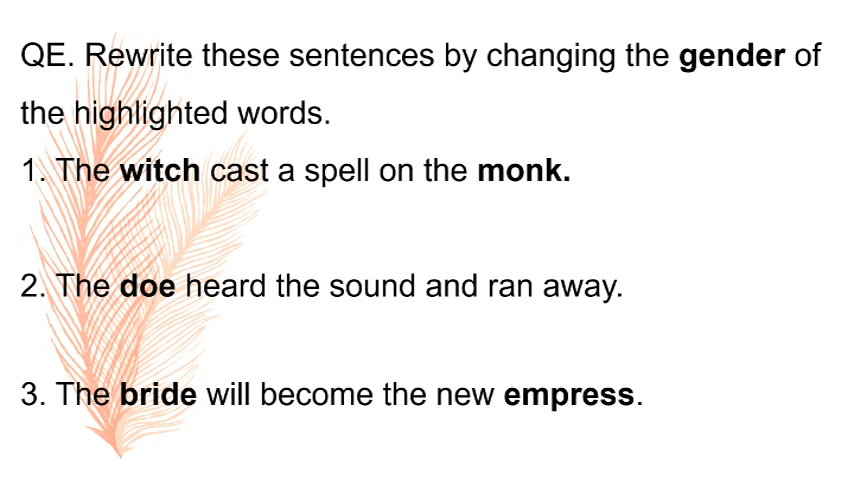 QE. Rewrite these sentences by changing the gender of
the highlighted words.
1. The witch cast a spell on the monk.
2. The doe heard the sound and ran away.
3. The bride will become the new empress.